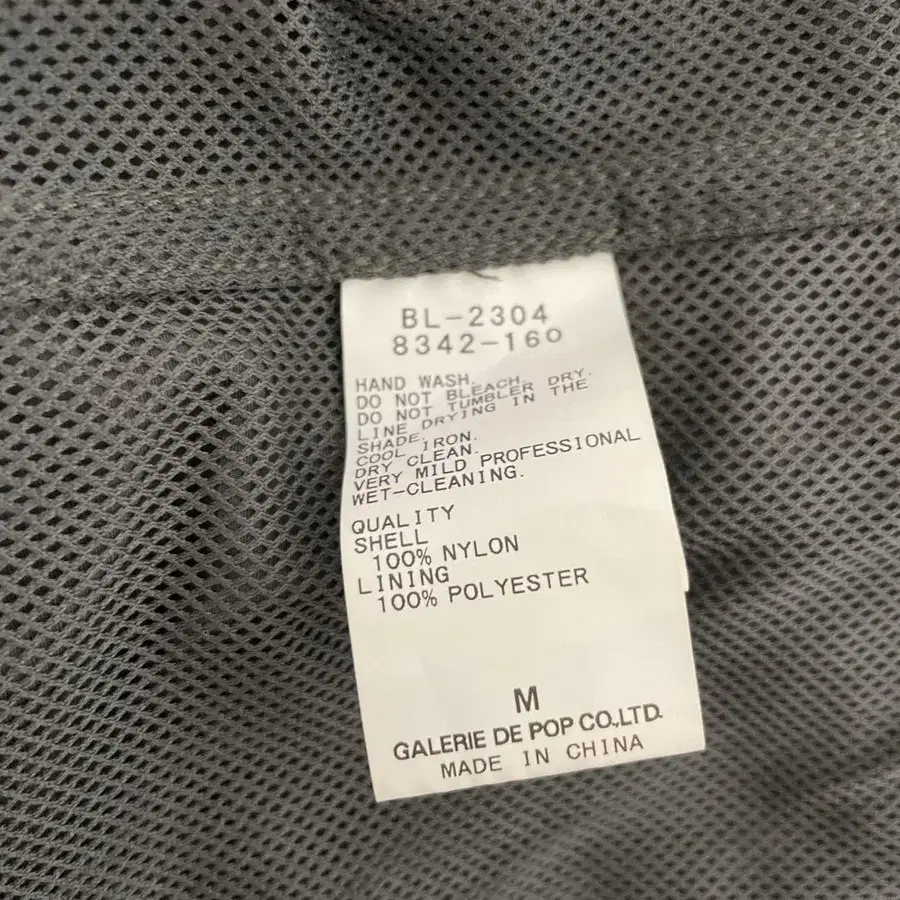 BL-2304
8342-160
HAND WASH.
DO NOT BLEACH.
DO NOT TUMBLER DRY.
LINE DRYING IN THE
SHADE.
COOL IRON.
DRY CLEAN.
VERY MILD PROFESSIONAL
WET-CLEANING.
QUALITY
SHELL
100% NYLON
LINING
100% POLYESTER
M
GALERIE DE POP CO.,LTD.
MADE IN CHINA